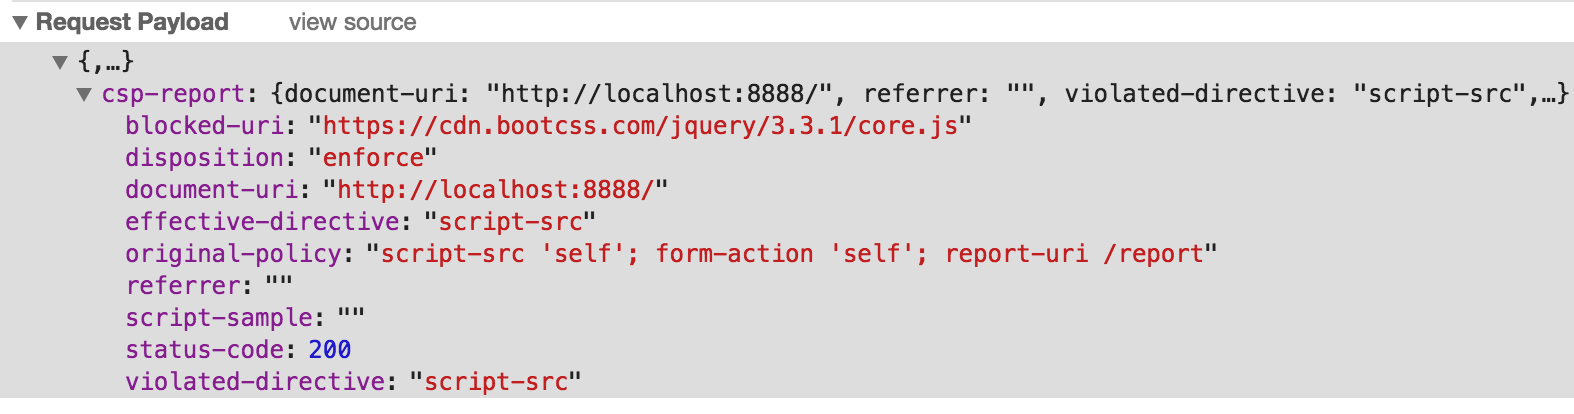 Request Payload view source
{,…}
csp-report: {document-uri: "http://localhost:8888/", referrer: "", violated-directive: "script-src",…}
blocked-uri: "https://cdn.bootcss.com/jquery/3.3.1/core.js"
disposition: "enforce"
document-uri: "http://localhost:8888/"
effective-directive: "script-src"
original-policy: "script-src 'self'; form-action 'self'; report-uri /report"
referrer: ""
script-sample: ""
status-code: 200
violated-directive: "script-src"